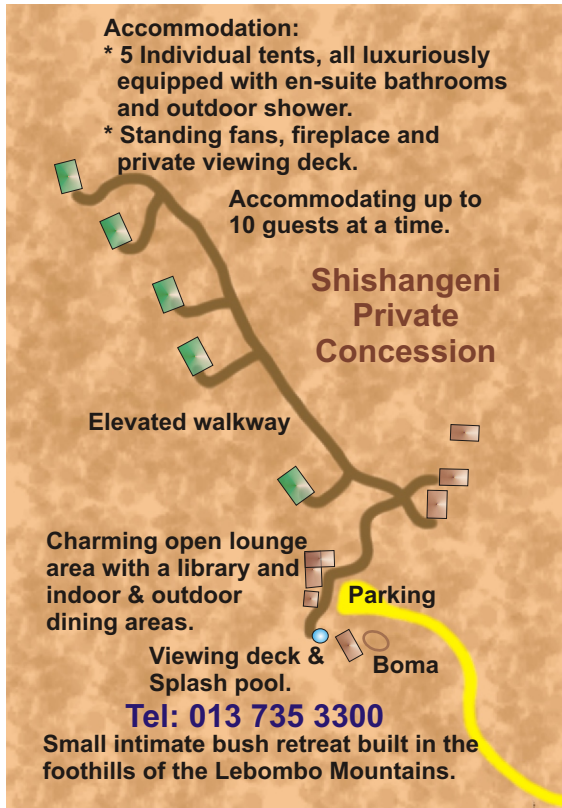 Accommodation:
* 5 Individual tents, all luxuriously
equipped with en-suite bathrooms
and outdoor shower.
* Standing fans, fireplace and
private viewing deck.
Accommodating up to
10 guests at a time.
Shishangeni
Private
Concession
Elevated walkway
Charming open lounge
area with a library and
indoor & outdoor
dining areas.
Parking
Viewing deck &
Splash pool.
Boma
Tel: 013 735 3300
Small intimate bush retreat built in the
foothills of the Lebombo Mountains.